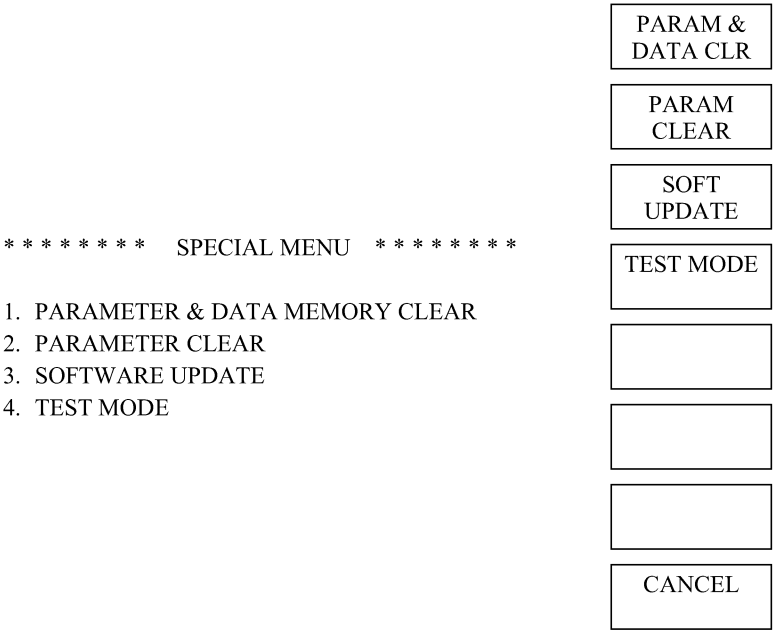 PARAM &
DATA CLR
PARAM
CLEAR
SOFT
UPDATE
* * * * * * * * SPECIAL MENU * * * * * * * *
TEST MODE
1. PARAMETER & DATA MEMORY CLEAR
2. PARAMETER CLEAR
3. SOFTWARE UPDATE
4. TEST MODE
CANCEL